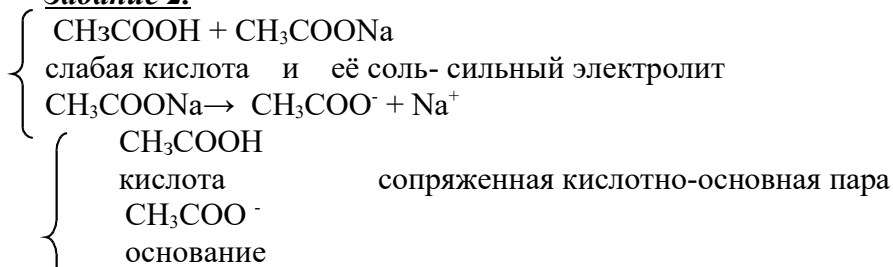 Задание 2.
CH₃COOH + CH₃COONa
слабая кислота и её соль- сильный электролит
CH₃COONa→ CH₃COO⁻ + Na⁺
CH₃COOH
кислота сопряженная кислотно-основная пара
CH₃COO ⁻
основание